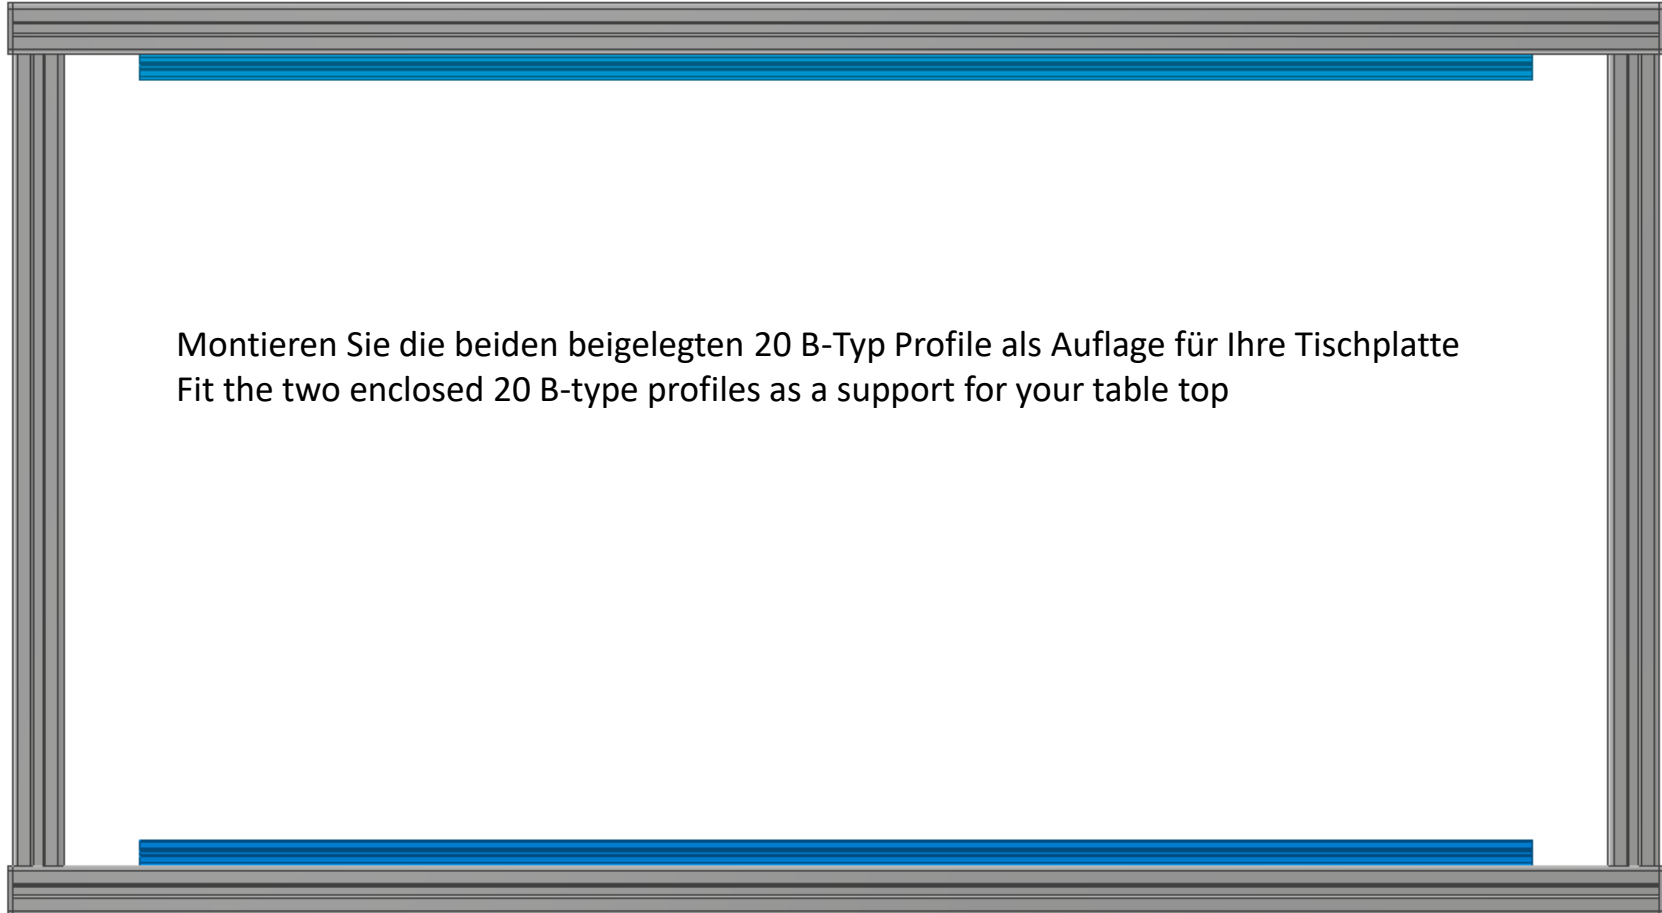 Montieren Sie die beiden beigelegten 20 B-Typ Profile als Auflage für Ihre Tischplatte
Fit the two enclosed 20 B-type profiles as a support for your table top